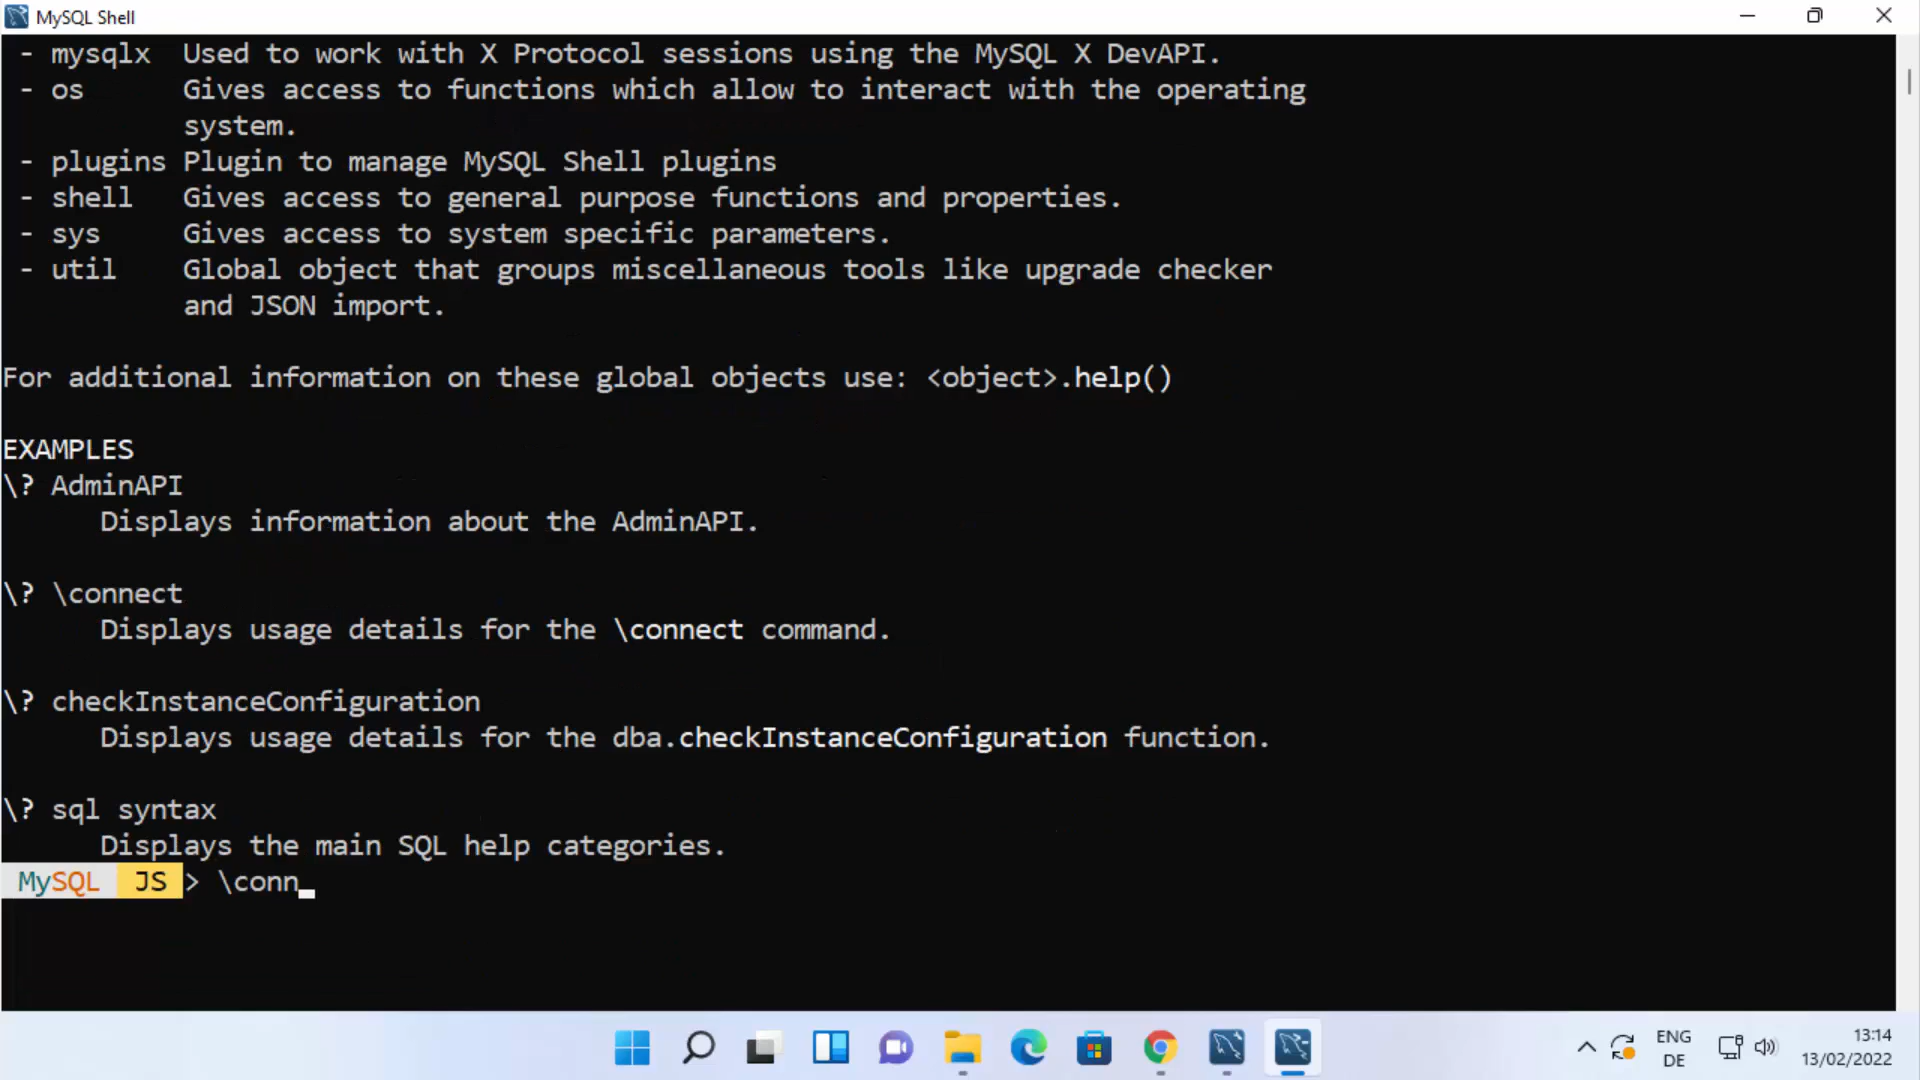 MySQL Shell
- mysqlx Used to work with X Protocol sessions using the MySQL X DevAPI.
- os Gives access to functions which allow to interact with the operating
system.
- plugins Plugin to manage MySQL Shell plugins
- shell Gives access to general purpose functions and properties.
- sys Gives access to system specific parameters.
- util Global object that groups miscellaneous tools like upgrade checker
and JSON import.
For additional information on these global objects use: <object>.help()
EXAMPLES
\? AdminAPI
Displays information about the AdminAPI.
\? \connect
Displays usage details for the \connect command.
\? checkInstanceConfiguration
Displays usage details for the dba.checkInstanceConfiguration function.
\? sql syntax
Displays the main SQL help categories.
MySQL JS > \conn_
ENG
DE
13:14
13/02/2022